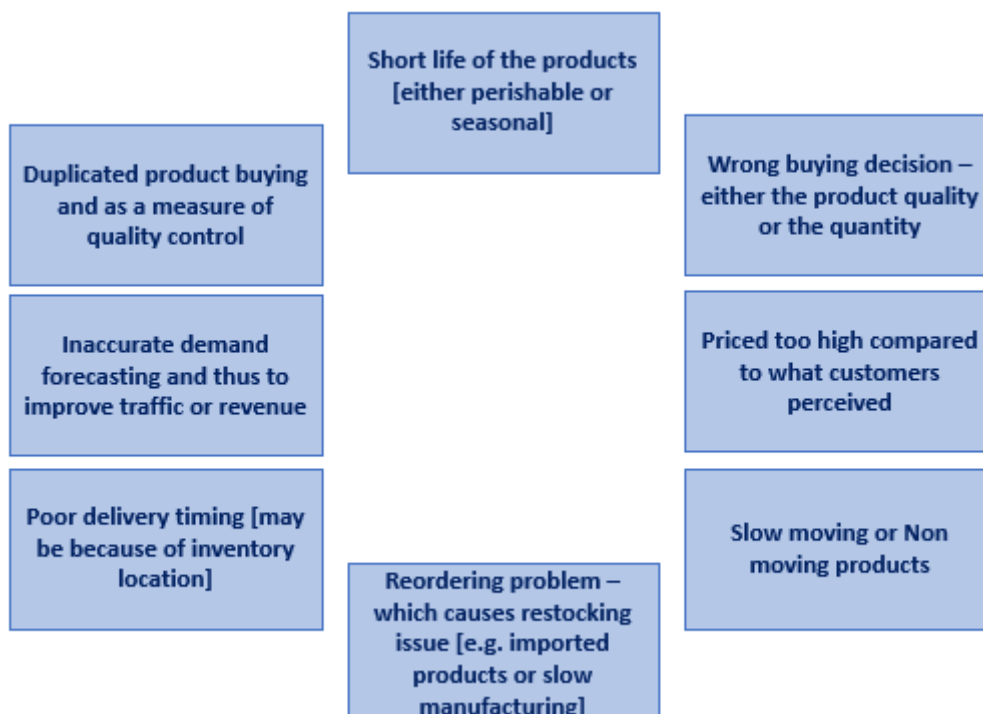 Short life of the products
[either perishable or
seasonal]
Duplicated product buying
and as a measure of
quality control
Wrong buying decision –
either the product quality
or the quantity
Inaccurate demand
forecasting and thus to
improve traffic or revenue
Priced too high compared
to what customers
perceived
Poor delivery timing [may
be because of inventory
location]
Slow moving or Non
moving products
Reordering problem –
which causes restocking
issue [e.g. imported
products or slow
manufacturing]